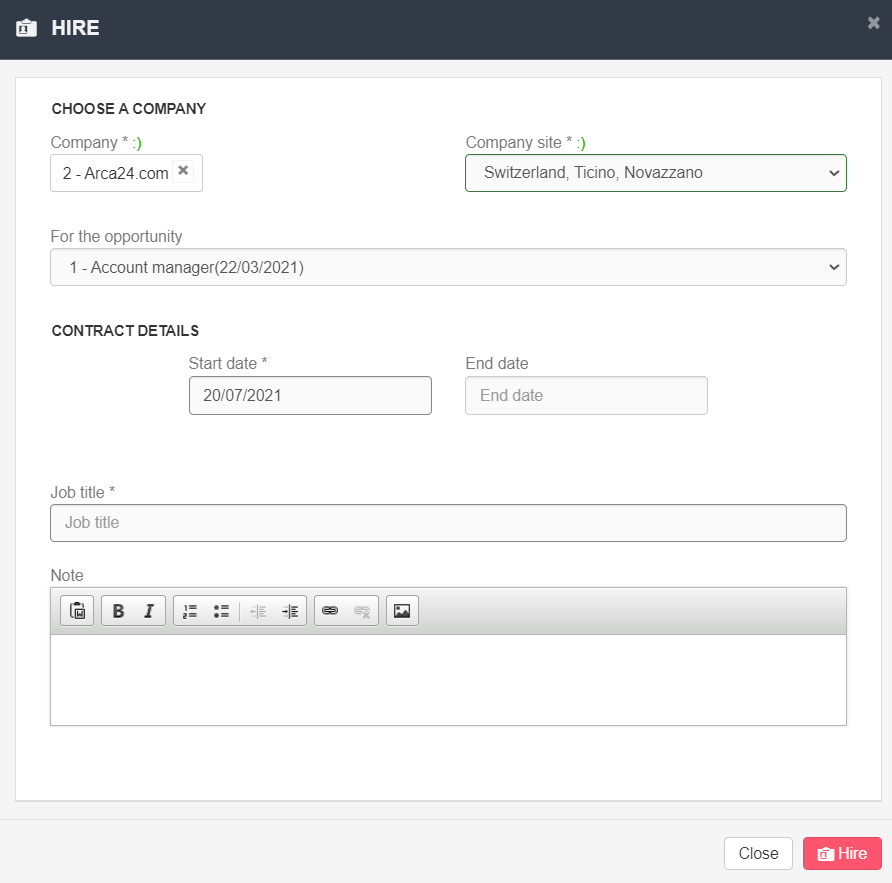 HIRE
CHOOSE A COMPANY
Company * :)
Company site * :)
2 - Arca24.com
Switzerland, Ticino, Novazzano
For the opportunity
1 - Account manager(22/03/2021)
CONTRACT DETAILS
Start date *
End date
20/07/2021
End date
Job title *
Job title
Note
B I
Close
Hire